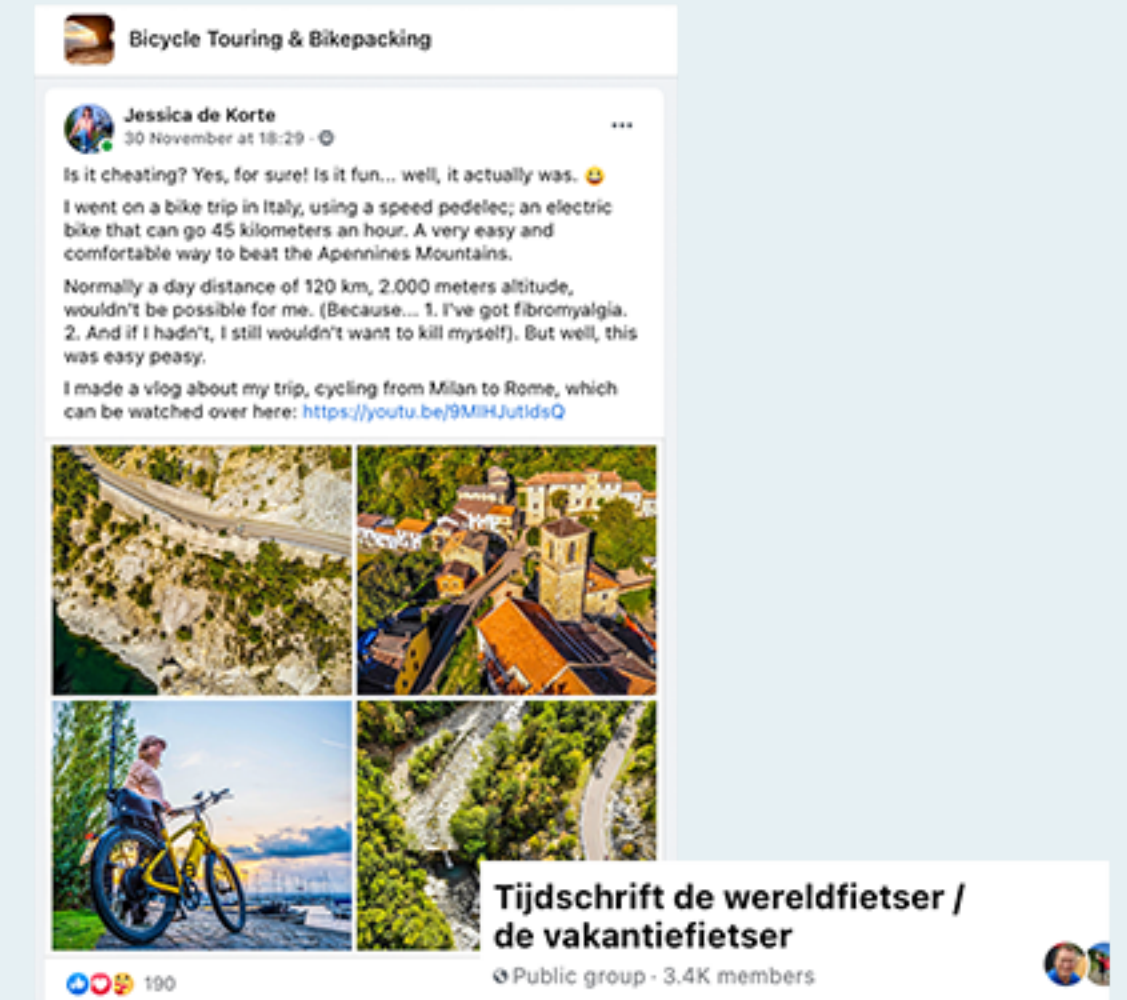 Bicycle Touring & Bikepacking
Jessica de Korte
30 November at 18:29 ·
Is it cheating? Yes, for sure! Is it fun... well, it actually was. 😀
I went on a bike trip in Italy, using a speed pedelec; an electric
bike that can go 45 kilometers an hour. A very easy and
comfortable way to beat the Apennines Mountains.
Normally a day distance of 120 km, 2.000 meters altitude,
wouldn't be possible for me. (Because... 1. I've got fibromyalgia.
2. And if I hadn't, I still wouldn't want to kill myself). But well, this
was easy peasy.
I made a vlog about my trip, cycling from Milan to Rome, which
can be watched over here: https://youtu.be/9MIHJutldsQ
190
Tijdschrift de wereldfietser /
de vakantiefietser
Public group · 3.4K members